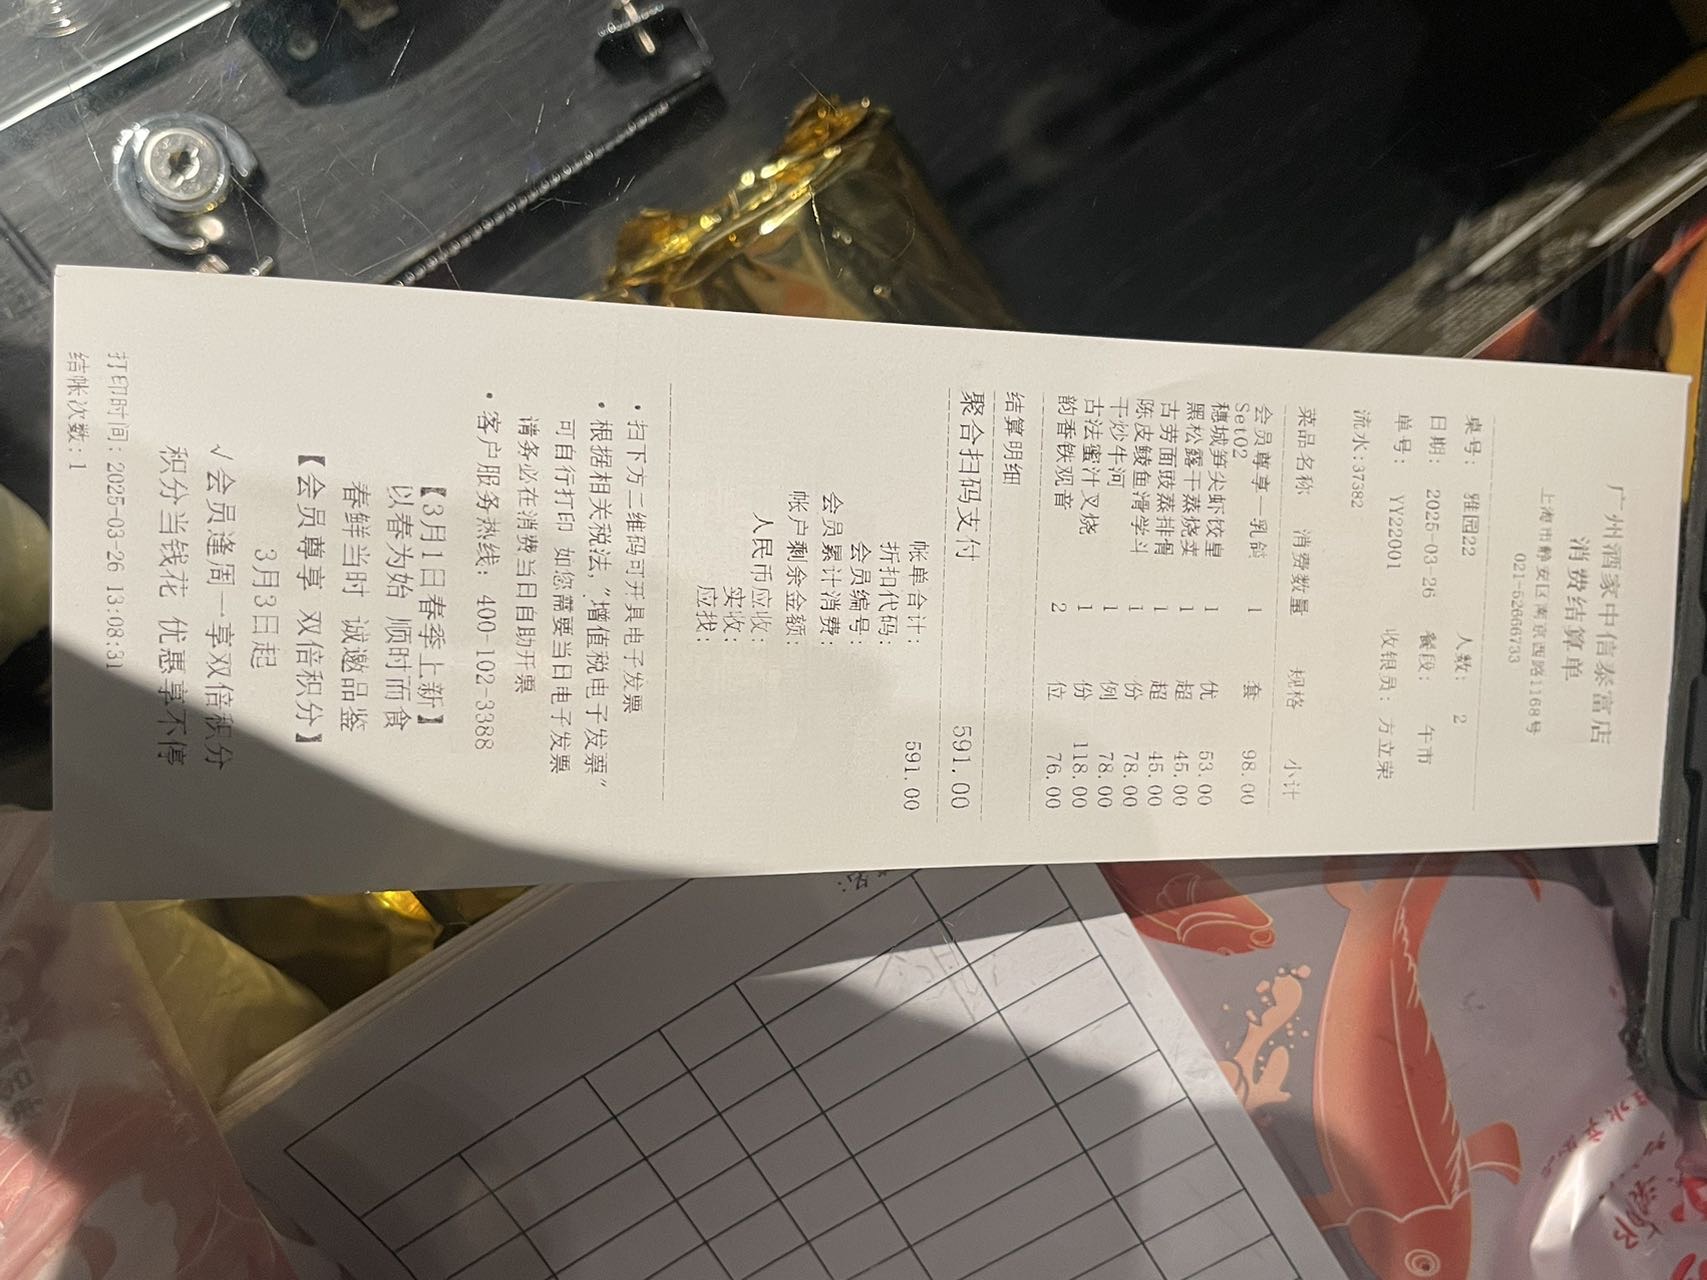 广州酒家中信泰富店
消费结算单
上海市静安区南京西路1168号
021-52666733
桌号： 雅园22 人数： 2
日期： 2025-03-26 餐段： 午市
单号： YY22001 收银员： 方立荣
流水:37382
菜品名称 消费数量 规格 小计
会员尊享一乳鸽 1 套 98.00
Set02
穗城笋尖虾饺皇 1 优 53.00
黑松露干蒸烧卖 1 超 45.00
古劳面豉蒸排骨 1 超 45.00
陈皮鲮鱼滑学斗 1 份 78.00
干炒牛河 1 例 78.00
古法蜜汁叉烧 1 份 118.00
韵香铁观音 2 位 76.00
结算明细
聚合扫码支付 591.00
帐单合计： 591.00
折扣代码：
会员编号：
会员累计消费：
帐户剩余金额：
人民币应收：
实收：
应找：
• 扫下方二维码可开具电子发票
• 根据相关税法，"增值税电子发票"
可自行打印 如您需要当日电子发票
请务必在消费当日自助开票
• 客户服务热线：400-102-3388
【3月1日春季上新】
以春为始 顺时而食
春鲜当时 诚邀品鉴
【会员尊享 双倍积分】
3月3日起
√会员逢周一享双倍积分
积分当钱花 优惠享不停
打印时间：2025-03-26 13:08:31
结帐次数：1